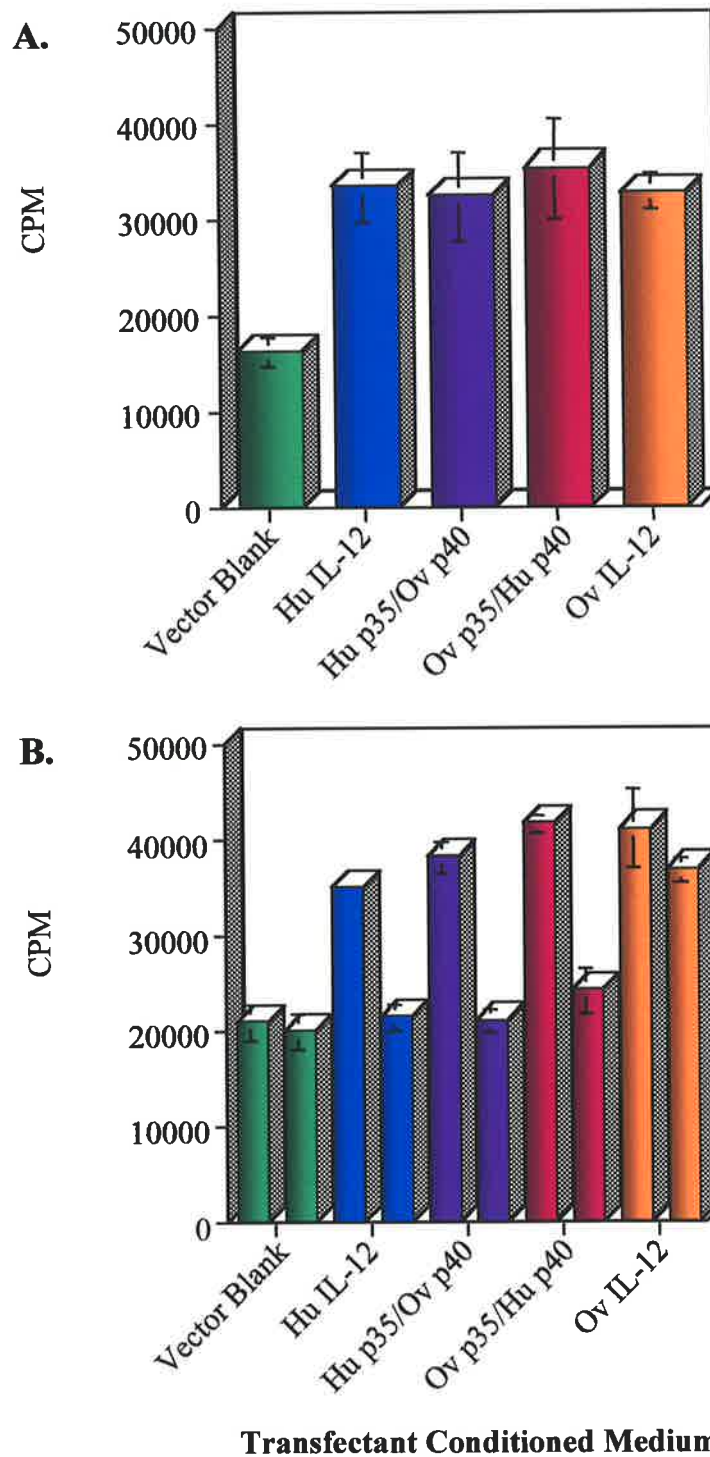 A.
50000
40000
30000
20000
10000
0
CPM
Vector Blank
Hu IL-12
Hu p35/Ov p40
Ov p35/Hu p40
Ov IL-12
B.
50000
40000
30000
20000
10000
0
CPM
Vector Blank
Hu IL-12
Hu p35/Ov p40
Ov p35/Hu p40
Ov IL-12
Transfectant Conditioned Medium